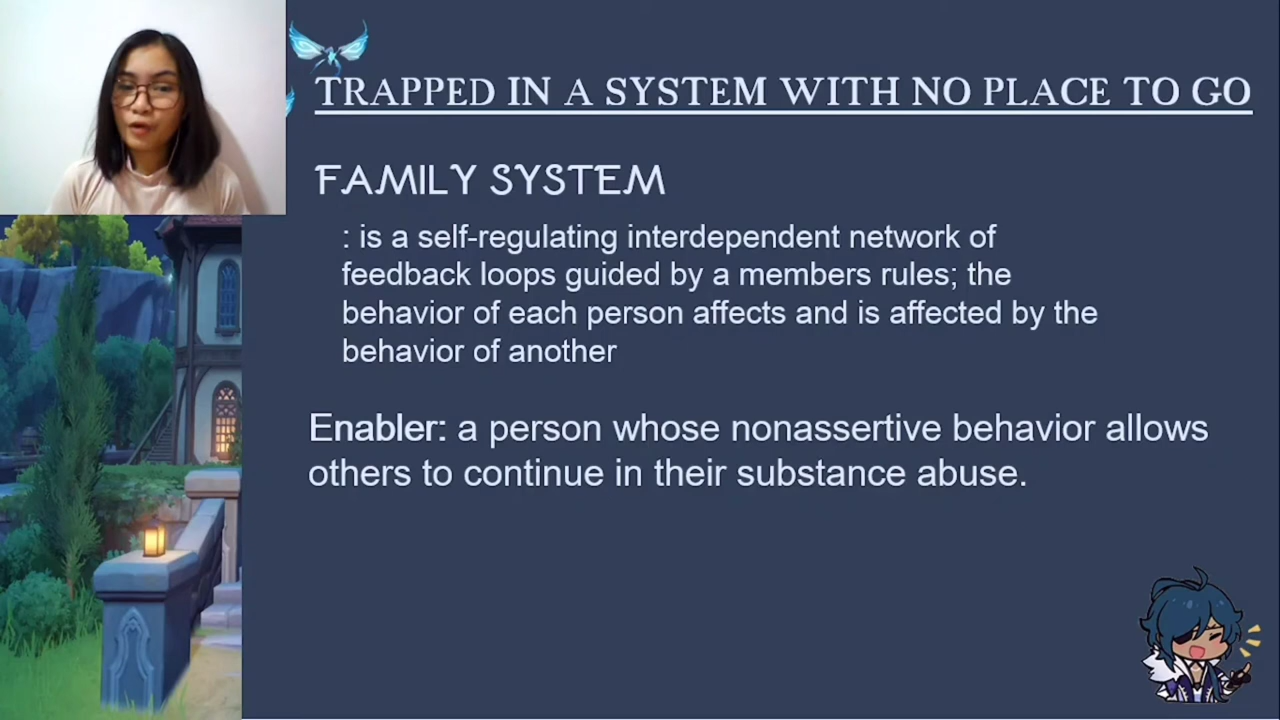 TRAPPED IN A SYSTEM WITH NO PLACE TO GO
FAMILY SYSTEM
: is a self-regulating interdependent network of
feedback loops guided by a members rules; the
behavior of each person affects and is affected by the
behavior of another
Enabler: a person whose nonassertive behavior allows
others to continue in their substance abuse.